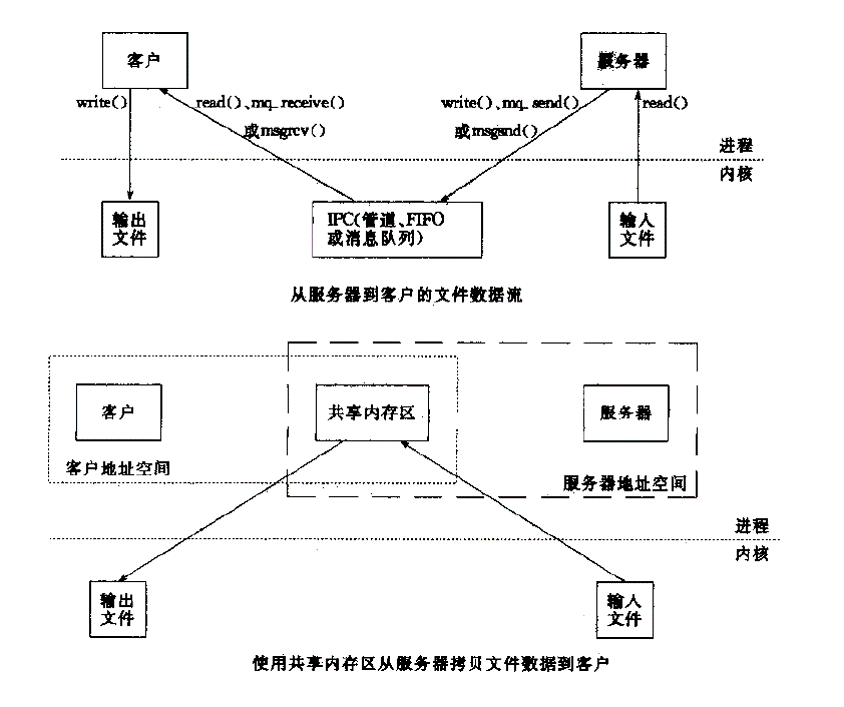 客户
服务器
write()
read()、mq_receive()
或msgrcv()
write()、mq_send()
或msgsnd()
read()
进程
内核
输出
文件
IPC(管道、FIFO
或消息队列)
输入
文件
从服务器到客户的文件数据流
客户
共享内存区
服务器
客户地址空间
服务器地址空间
进程
内核
输出
文件
输入
文件
使用共享内存区从服务器拷贝文件数据到客户